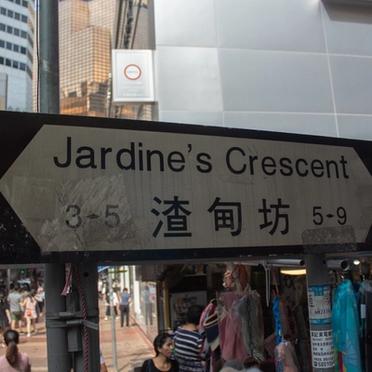 Jardine's Crescent
3-5 渣甸坊 5-9